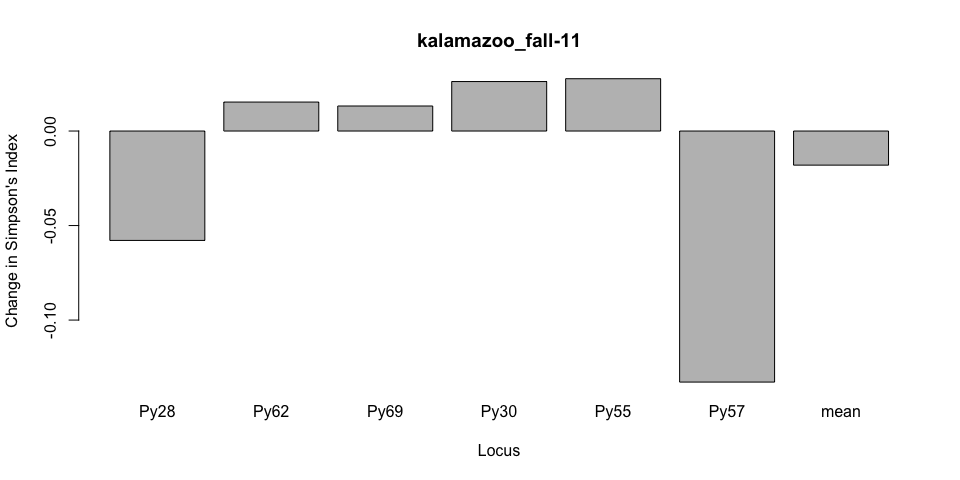 kalamazoo_fall-11
Change in Simpson's Index
0.00
-0.05
-0.10
Py28 Py62 Py69 Py30 Py55 Py57 mean
Locus